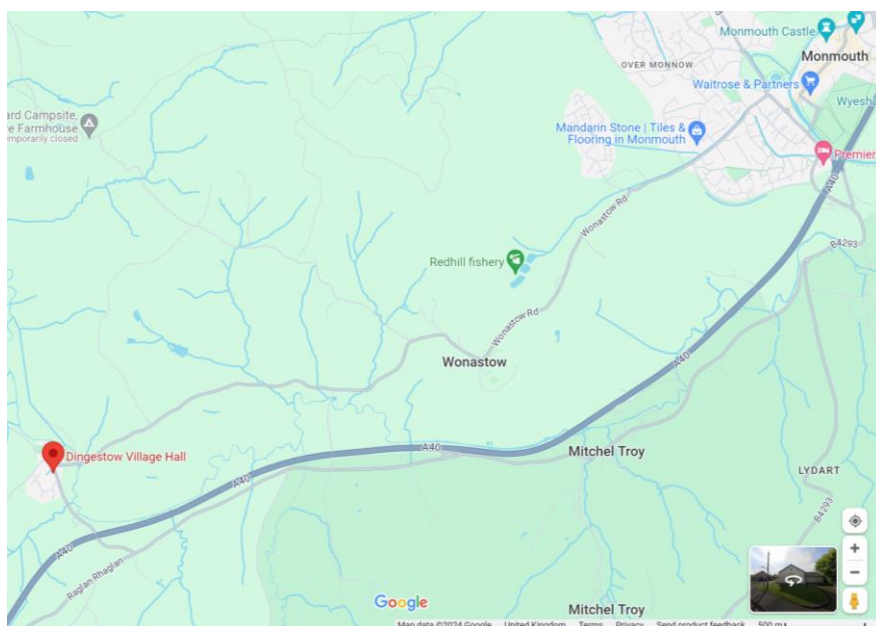 Monmouth Castle
Monmouth
OVER MONNOW
Waitrose & Partners
Wyesh
ard Campsite,
e Farmhouse
emporarily closed
Mandarin Stone | Tiles &
Flooring in Monmouth
Premier
A40
Wonastow Rd
B4293
Redhill fishery
Wonastow Rd
Wonastow
A40
A40
Mitchel Troy
Dingestow Village Hall
LYDART
A40
B4293
A40
Raglan Rhaglan
Google
Mitchel Troy
Map data ©2024 Google United Kingdom Terms Privacy Send product feedback 500 m